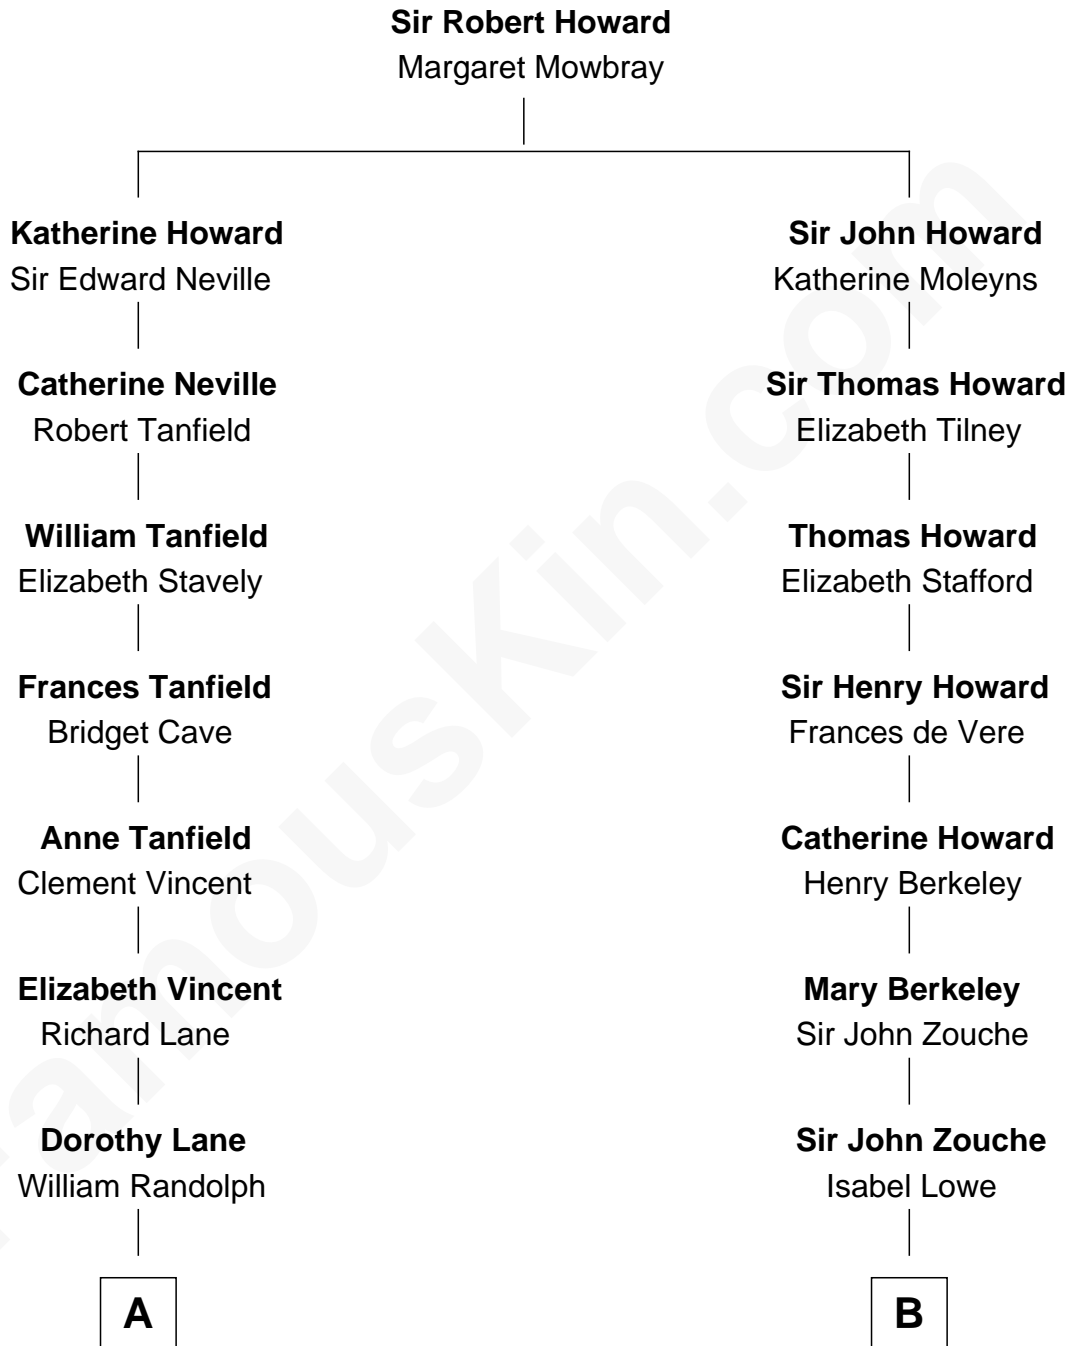 Sir Robert Howard
Margaret Mowbray
Katherine Howard
Sir Edward Neville
Sir John Howard
Katherine Moleyns
Catherine Neville
Robert Tanfield
Sir Thomas Howard
Elizabeth Tilney
William Tanfield
Elizabeth Stavely
Thomas Howard
Elizabeth Stafford
Frances Tanfield
Bridget Cave
Sir Henry Howard
Frances de Vere
Anne Tanfield
Clement Vincent
Catherine Howard
Henry Berkeley
Elizabeth Vincent
Richard Lane
Mary Berkeley
Sir John Zouche
Dorothy Lane
William Randolph
Sir John Zouche
Isabel Lowe
A
B
FamousKin.com